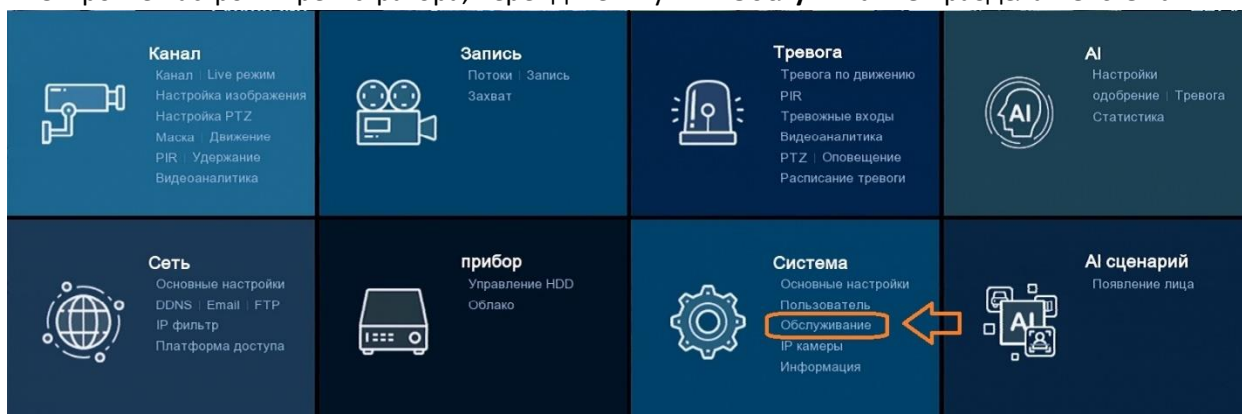 Канал
Канал | Live режим
Настройка изображения
Настройка PTZ
Маска | Движение
PIR | Удержание
Видеоаналитика
Запись
Потоки | Запись
Захват
Тревога
Тревога по движению
PIR
Тревожные входы
Видеоаналитика
PTZ | Оповещение
Расписание тревоги
AI
AI
Настройки
одобрение | Тревога
Статистика
Сеть
Основные настройки
DDNS | Email | FTP
IP фильтр
Платформа доступа
прибор
Управление HDD
Облако
Система
Основные настройки
Пользователь
Обслуживание
IP камеры
Информация
AI
AI сценарий
Появление лица